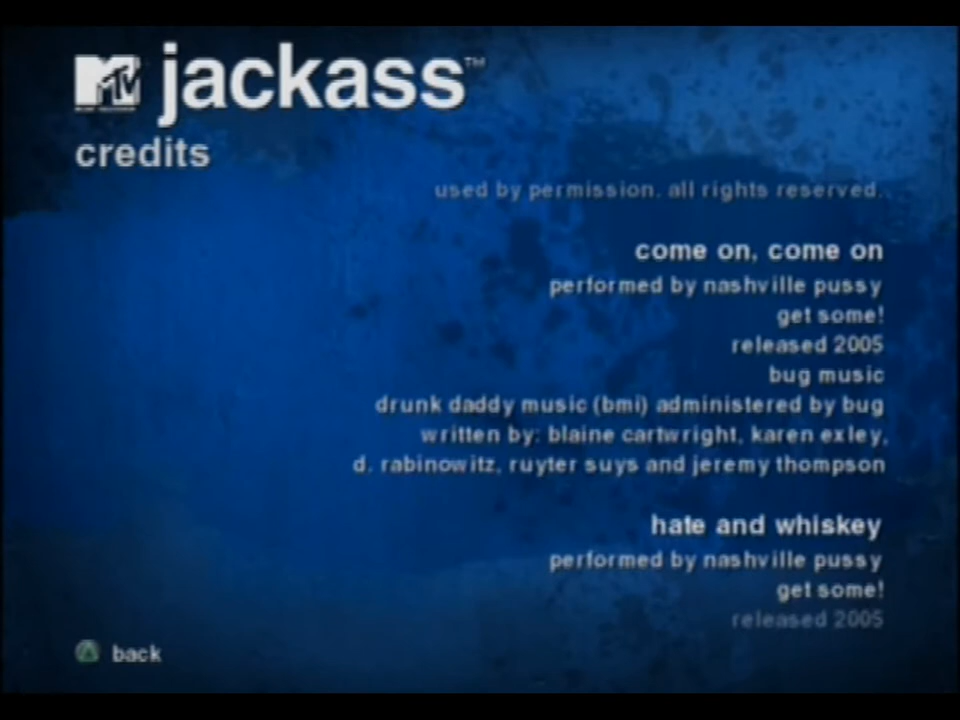 MTV jackass™
credits
used by permission. all rights reserved.
come on, come on
performed by nashville pussy
get some!
released 2005
bug music
drunk daddy music (bmi) administered by bug
written by: blaine cartwright, karen exley,
d. rabinowitz, ruyter suys and jeremy thompson
hate and whiskey
performed by nashville pussy
get some!
released 2005
back